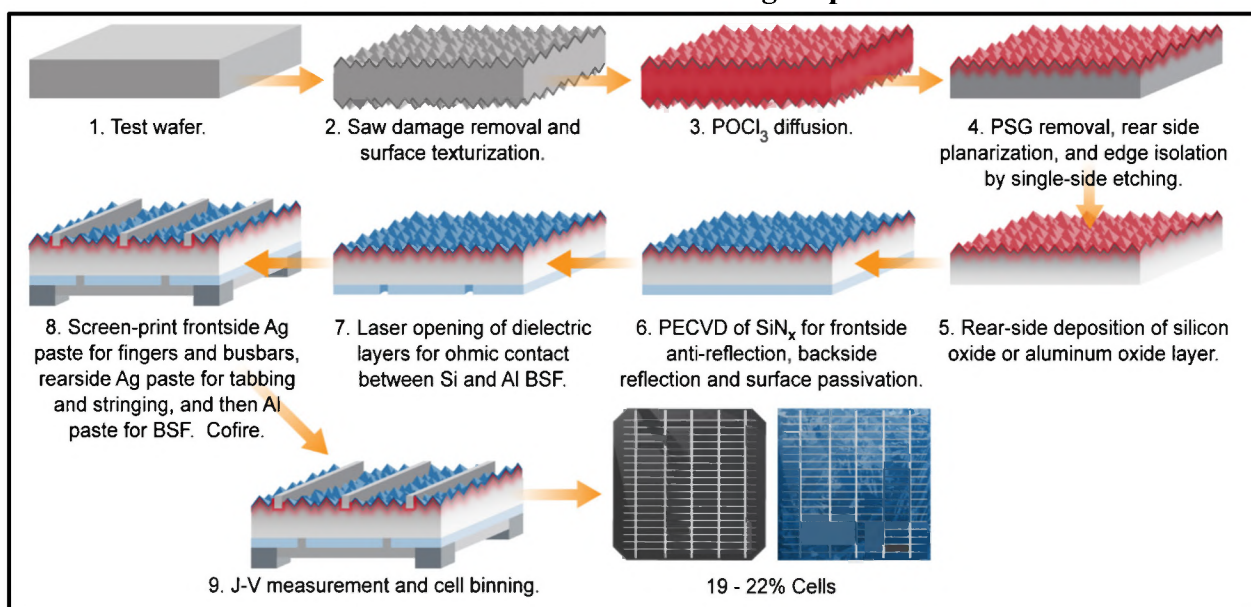 1. Test wafer.
2. Saw damage removal and
surface texturization.
3. POCl₃ diffusion.
4. PSG removal, rear side
planarization, and edge isolation
by single-side etching.
8. Screen-print frontside Ag
paste for fingers and busbars,
rearside Ag paste for tabbing
and stringing, and then Al
paste for BSF. Cofire.
7. Laser opening of dielectric
layers for ohmic contact
between Si and Al BSF.
6. PECVD of SiNₓ for frontside
anti-reflection, backside
reflection and surface passivation.
5. Rear-side deposition of silicon
oxide or aluminum oxide layer.
9. J-V measurement and cell binning.
19 - 22% Cells